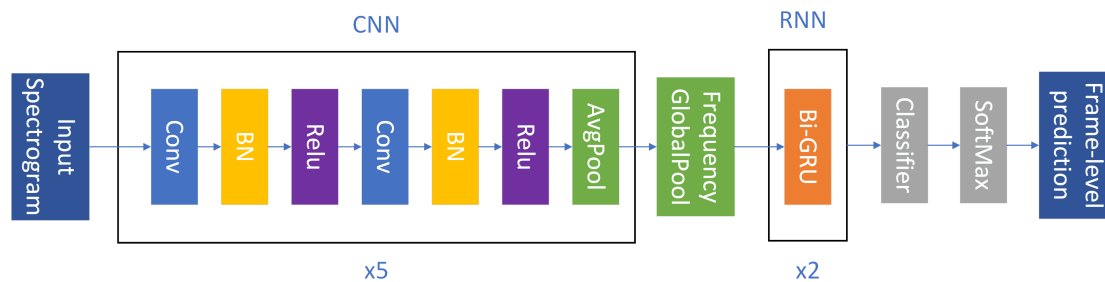 CNN
RNN
Input
Spectrogram
Conv
BN
Relu
Conv
BN
Relu
AvgPool
Frequency
GlobalPool
Bi-GRU
Classifier
SoftMax
Frame-level
prediction
x5
x2